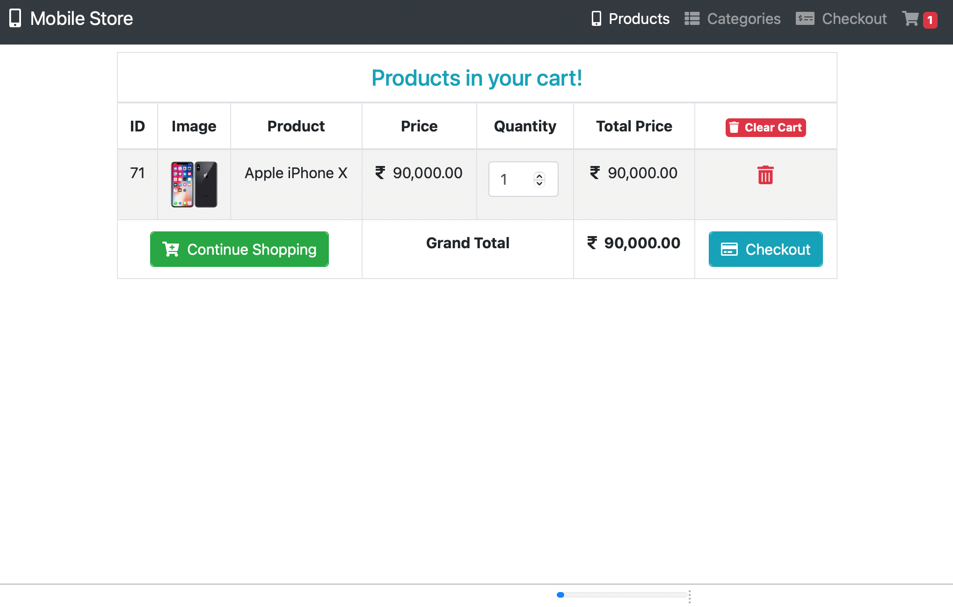 Mobile Store Products Categories Checkout 1
Products in your cart!
ID Image Product Price Quantity Total Price Clear Cart
71 Apple iPhone X ₹ 90,000.00 1 ₹ 90,000.00
Continue Shopping Grand Total ₹ 90,000.00 Checkout